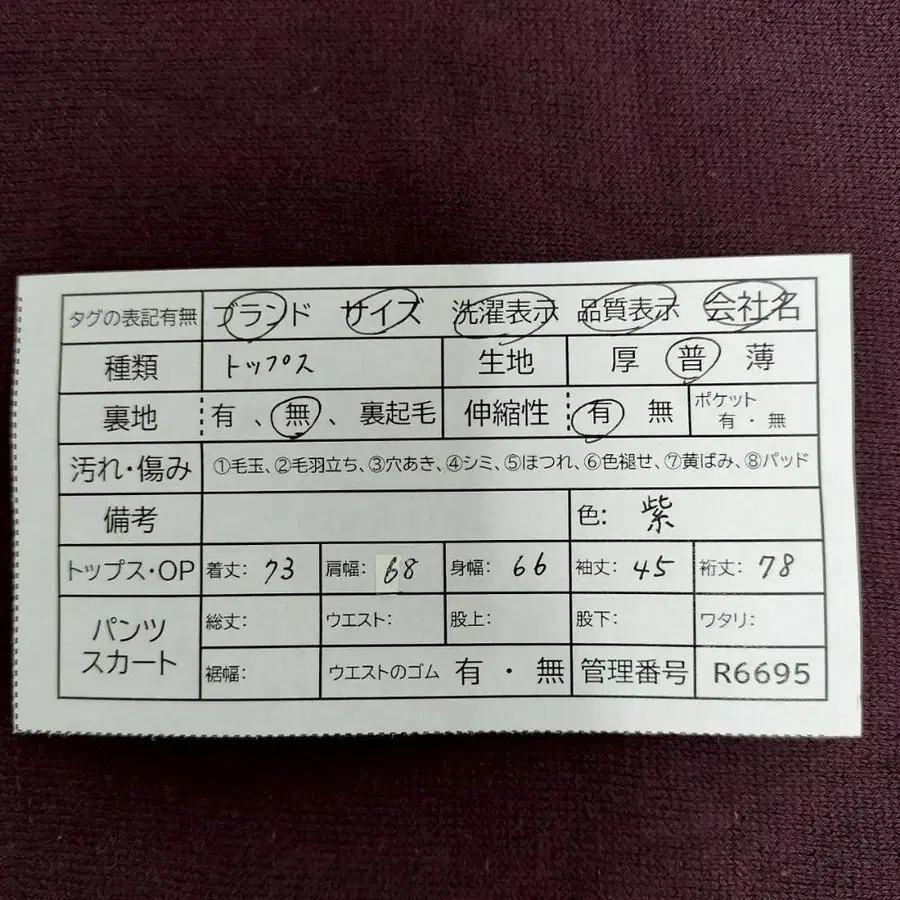 タグの表記有無 ブランド サイズ 洗濯表示 品質表示 会社名
種類 トップス 生地 厚 普 薄
裏地 有 、無 、裏起毛 伸縮性 有 無 ポケット 有・無
汚れ・傷み ①毛玉、②毛羽立ち、③穴あき、④シミ、⑤ほつれ、⑥色褪せ、⑦黄ばみ、⑧パッド
備考 色: 紫
トップス・OP 着丈: 73 肩幅: 68 身幅: 66 袖丈: 45 裄丈: 78
パンツ スカート 総丈: ウエスト: 股上: 股下: ワタリ:
裾幅: ウエストのゴム 有・無 管理番号 R6695